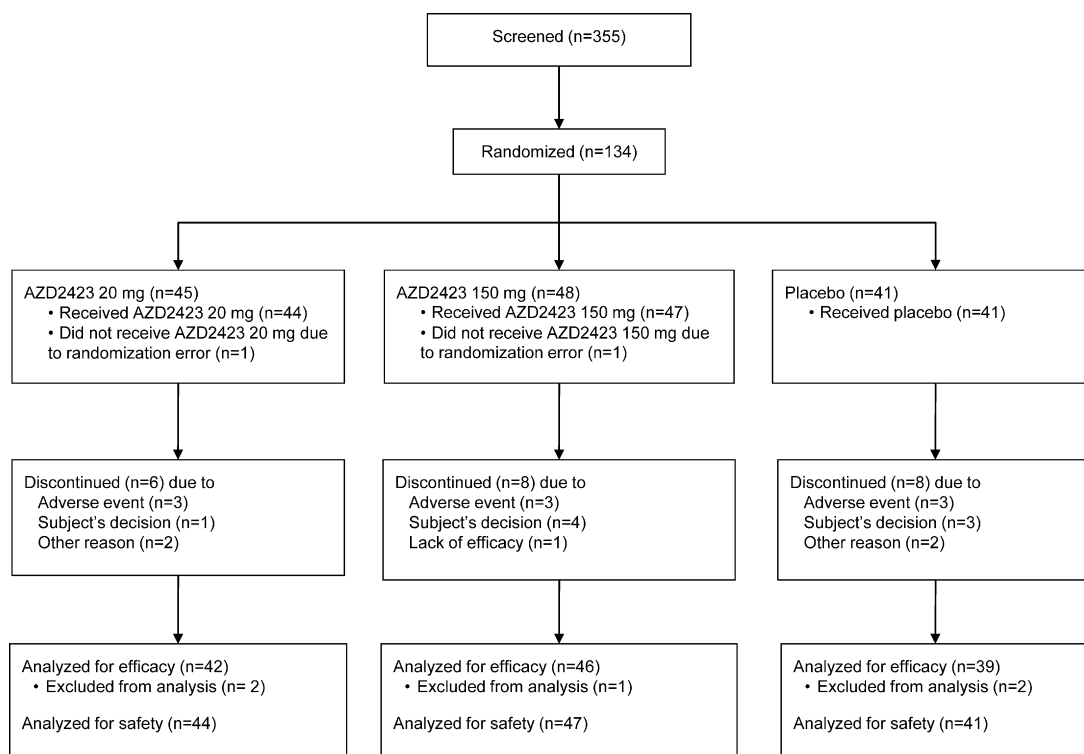 Screened (n=355)
Randomized (n=134)
AZD2423 20 mg (n=45)
• Received AZD2423 20 mg (n=44)
• Did not receive AZD2423 20 mg due
to randomization error (n=1)
AZD2423 150 mg (n=48)
• Received AZD2423 150 mg (n=47)
• Did not receive AZD2423 150 mg due
to randomization error (n=1)
Placebo (n=41)
• Received placebo (n=41)
Discontinued (n=6) due to
Adverse event (n=3)
Subject's decision (n=1)
Other reason (n=2)
Discontinued (n=8) due to
Adverse event (n=3)
Subject's decision (n=4)
Lack of efficacy (n=1)
Discontinued (n=8) due to
Adverse event (n=3)
Subject's decision (n=3)
Other reason (n=2)
Analyzed for efficacy (n=42)
• Excluded from analysis (n= 2)
Analyzed for safety (n=44)
Analyzed for efficacy (n=46)
• Excluded from analysis (n=1)
Analyzed for safety (n=47)
Analyzed for efficacy (n=39)
• Excluded from analysis (n=2)
Analyzed for safety (n=41)